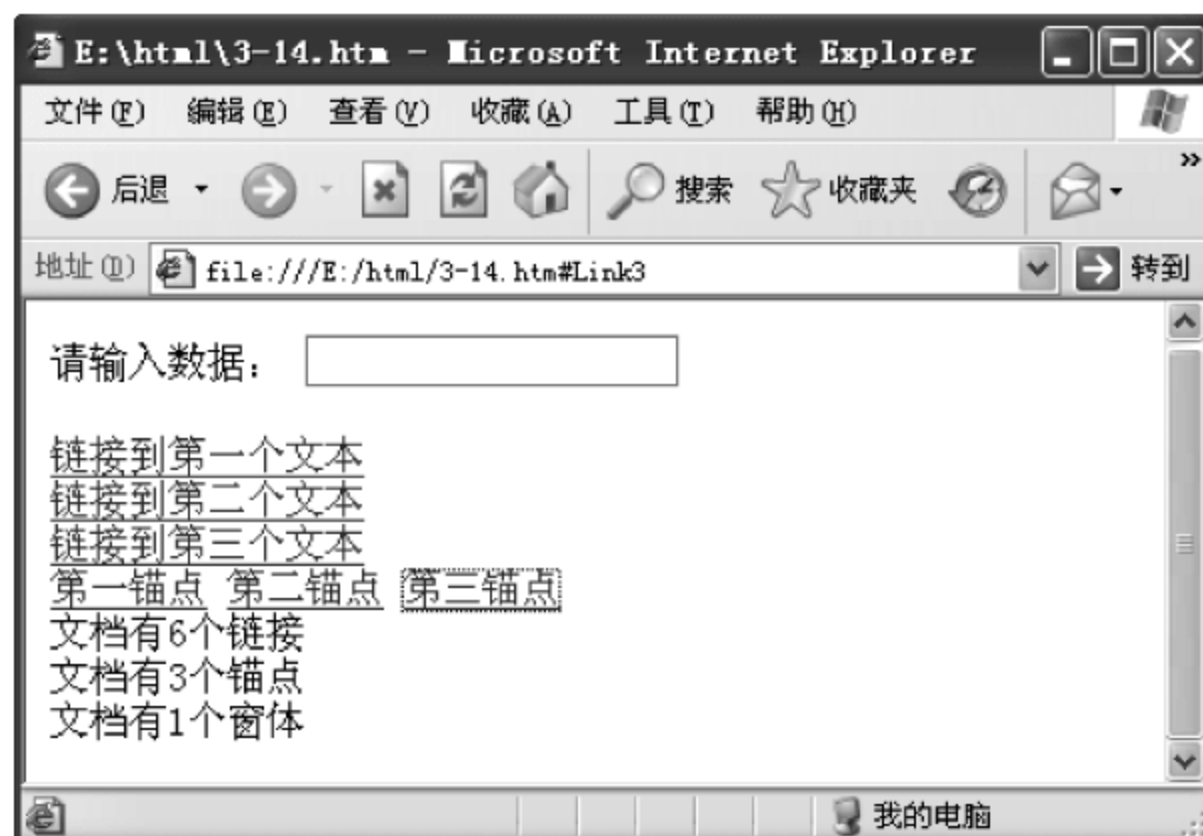 E:\html\3-14.htm - Microsoft Internet Explorer
文件(F) 编辑(E) 查看(V) 收藏(A) 工具(T) 帮助(H)
后退 搜索 收藏夹 »
地址(D) file:///E:/html/3-14.htm#Link3 转到
请输入数据：
链接到第一个文本
链接到第二个文本
链接到第三个文本
第一锚点 第二锚点 第三锚点
文档有6个链接
文档有3个锚点
文档有1个窗体
我的电脑